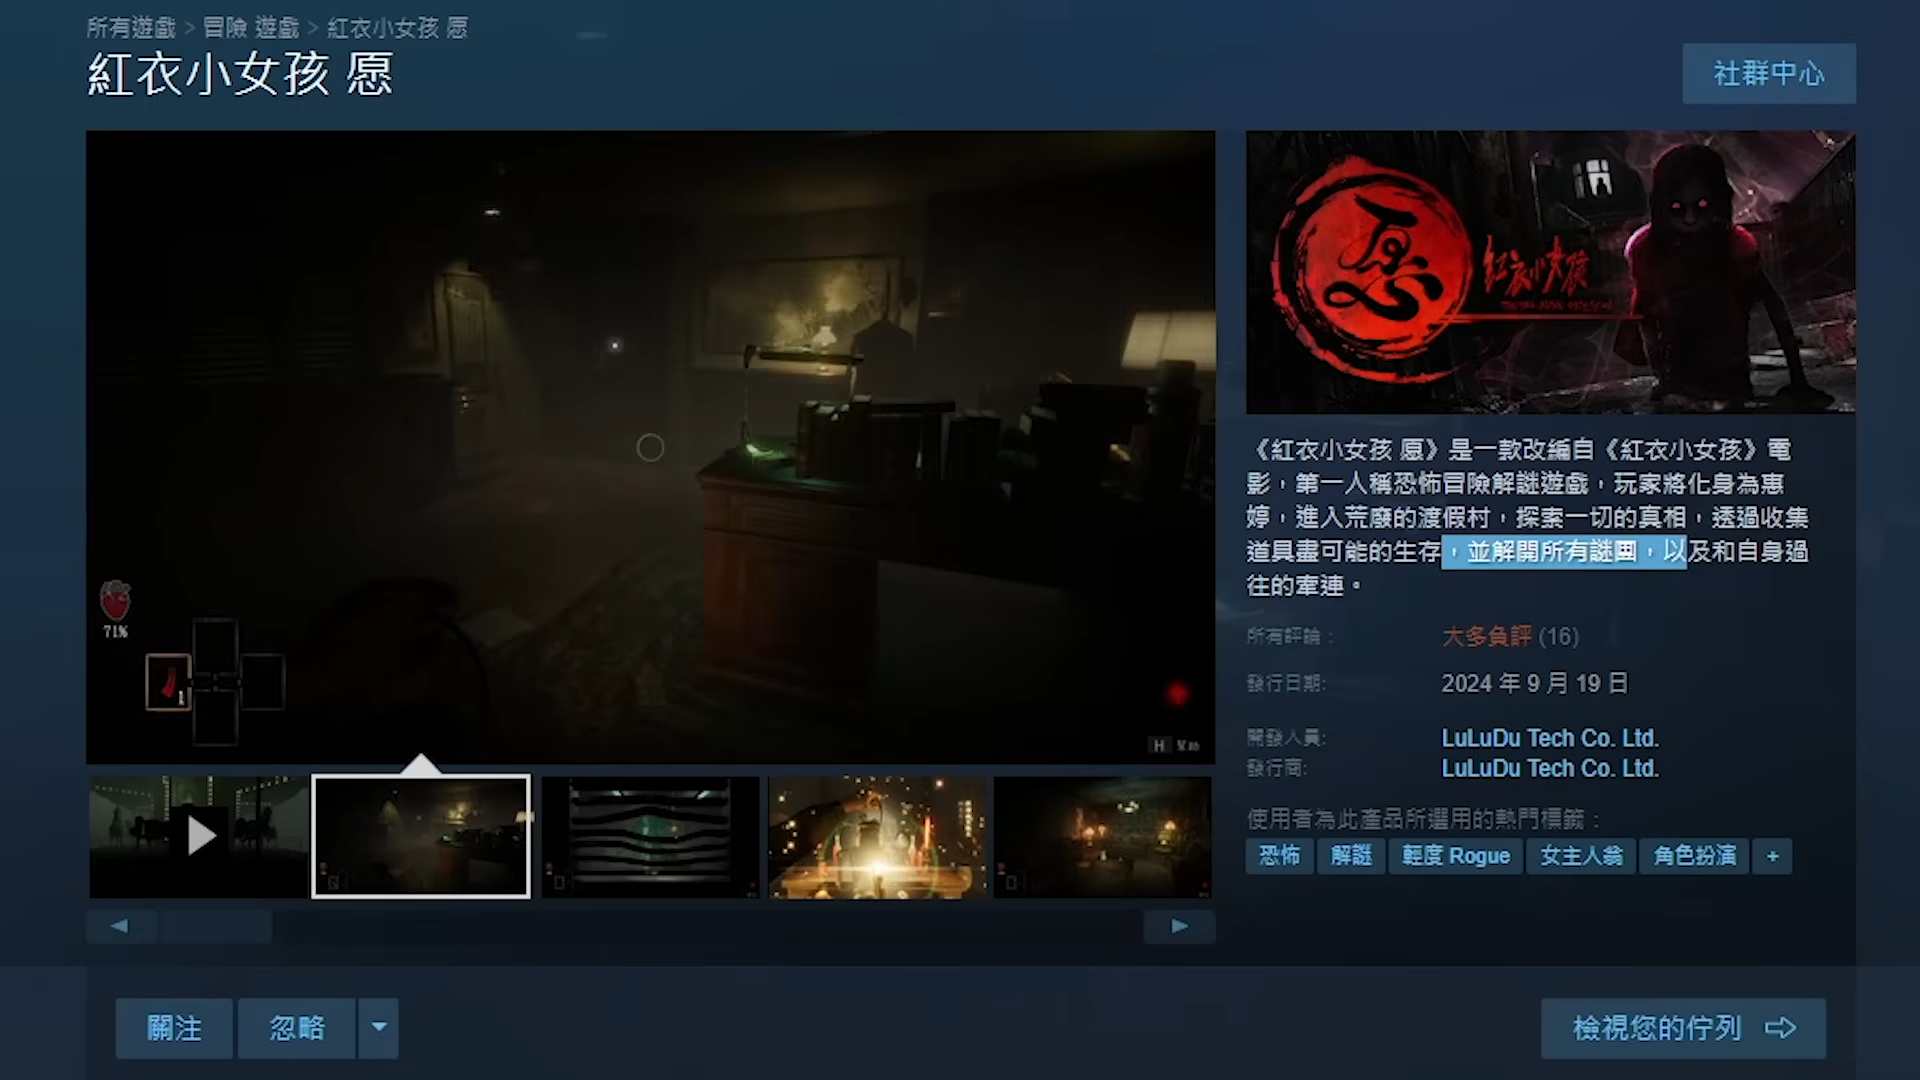 所有遊戲 > 冒險 遊戲 > 紅衣小女孩 愿
紅衣小女孩 愿
社群中心
愿
紅衣小女孩
《紅衣小女孩 愿》是一款改編自《紅衣小女孩》電
影，第一人稱恐怖冒險解謎遊戲，玩家將化身為惠
婷，進入荒廢的渡假村，探索一切的真相，透過收集
道具盡可能的生存，並解開所有謎團，以及和自身過
往的牽連。
71%
1
H
所有評論：
大多負評 (16)
發行日期:
2024 年 9 月 19 日
開發人員:
LuLuDu Tech Co. Ltd.
發行商:
LuLuDu Tech Co. Ltd.
使用者為此產品所選用的熱門標籤：
恐怖
解謎
輕度 Rogue
女主人翁
角色扮演
+
關注
忽略
檢視您的佇列